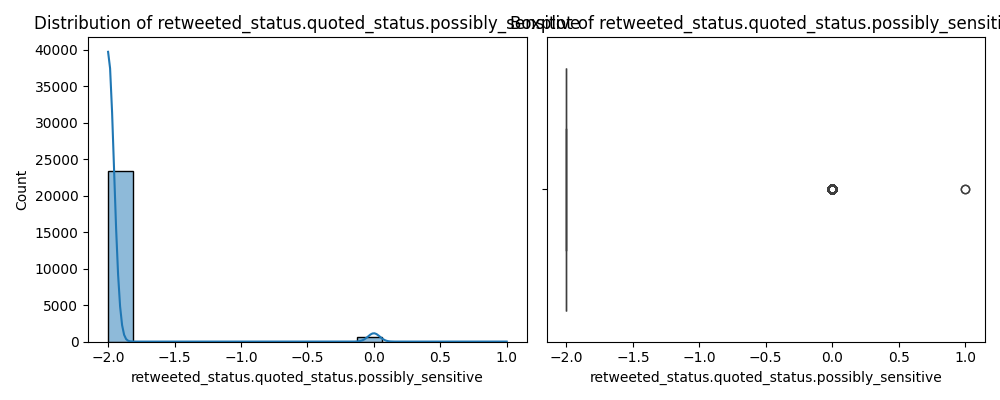 Distribution of retweeted_status.quoted_status.possibly_sensitive
Boxplot of retweeted_status.quoted_status.possibly_sensiti
40000
35000
30000
25000
20000
15000
10000
5000
0
Count
−2.0 −1.5 −1.0 −0.5 0.0 0.5 1.0
retweeted_status.quoted_status.possibly_sensitive
−2.0 −1.5 −1.0 −0.5 0.0 0.5 1.0
retweeted_status.quoted_status.possibly_sensitive